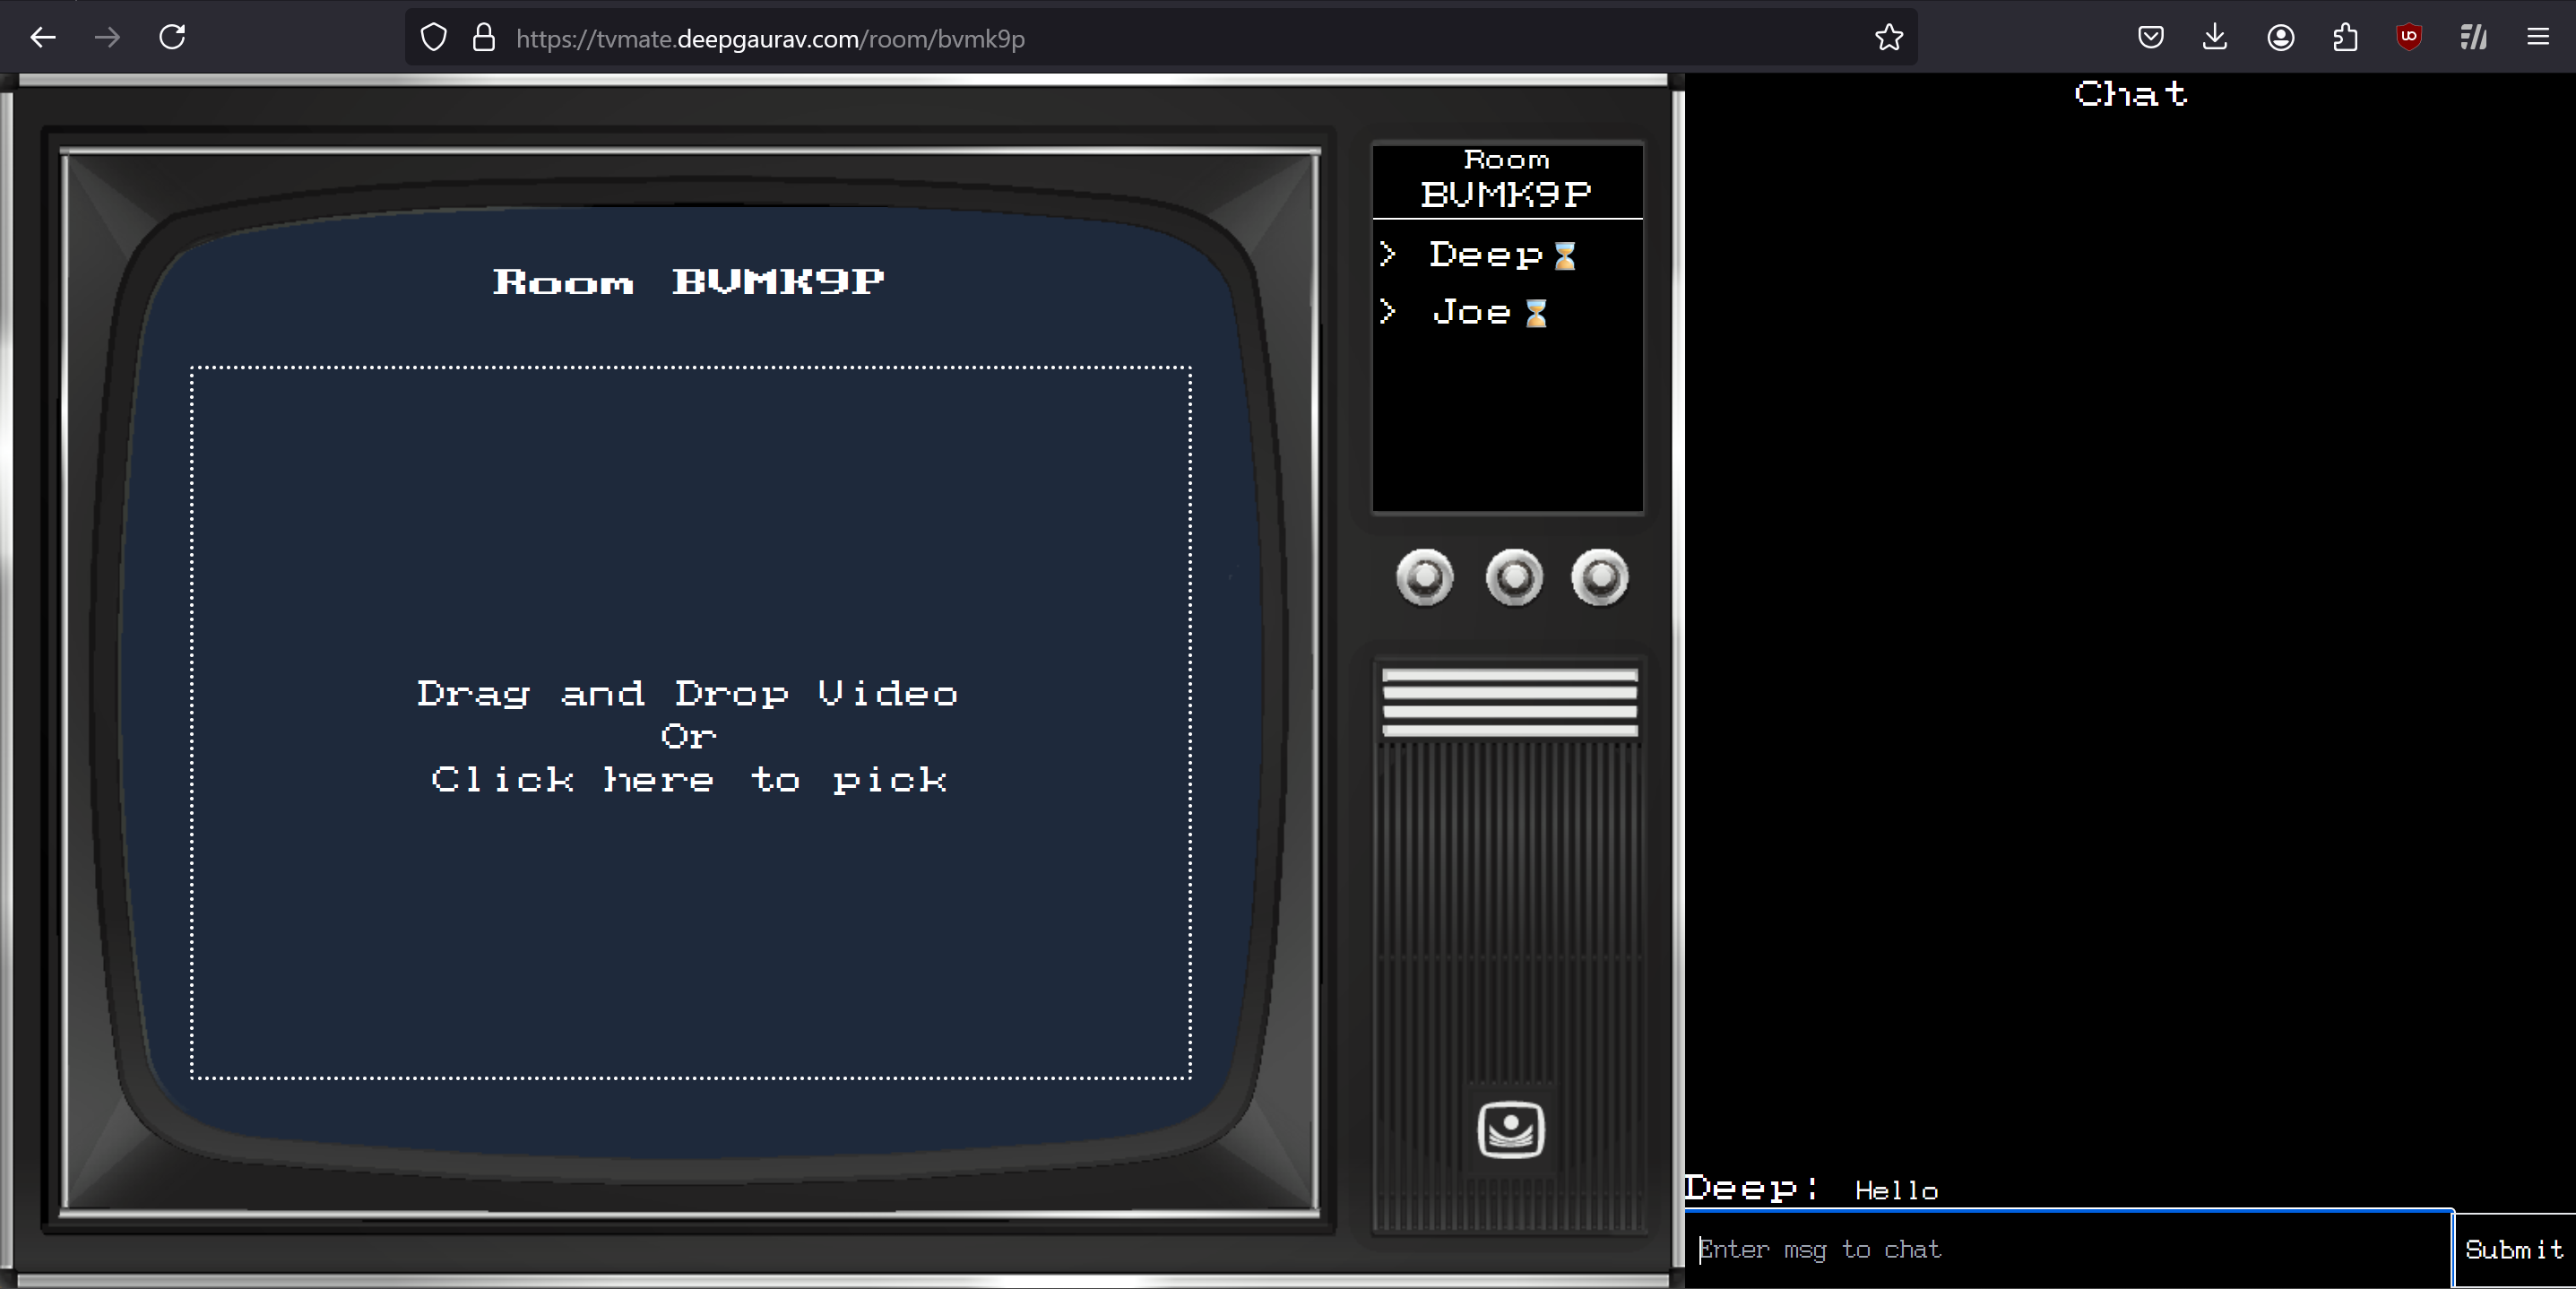 https://tvmate.deepgaurav.com/room/bvmk9p
Chat
Room
BVMK9P
> Deep⌛
> Joe⌛
Room BVMK9P
Drag and Drop Video
Or
Click here to pick
Deep: Hello
Enter msg to chat
Submit